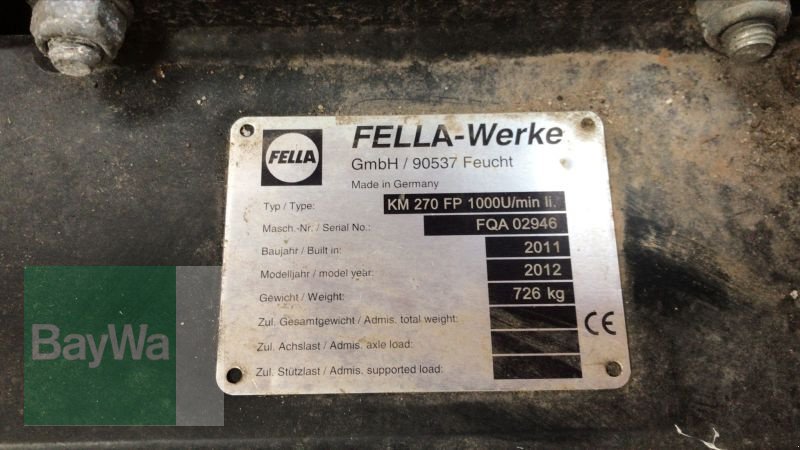 FELLA
FELLA-Werke
GmbH / 90537 Feucht
Made in Germany
Typ / Type: KM 270 FP 1000U/min li.
Masch.-Nr. / Serial No.: FQA 02946
Baujahr / Built in: 2011
Modelljahr / model year: 2012
Gewicht / Weight: 726 kg
Zul. Gesamtgewicht / Admis. total weight:
Zul. Achslast / Admis. axle load:
Zul. Stützlast / Admis. supported load:
CE
BayWa